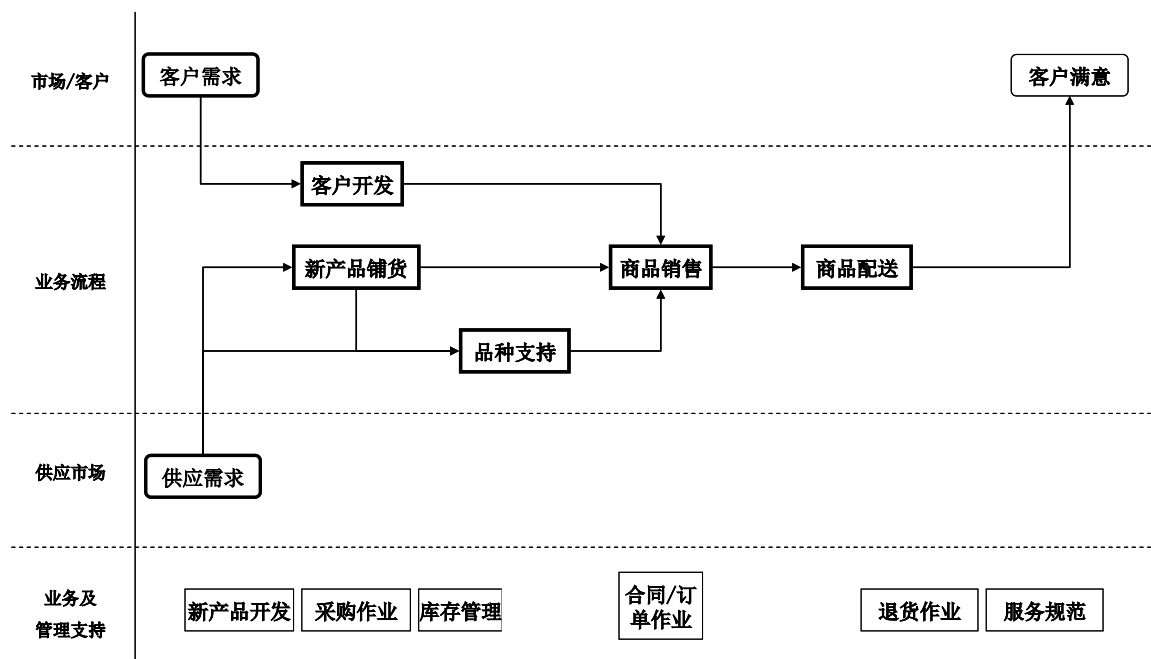 市场/客户
客户需求
客户满意
客户开发
业务流程
新产品铺货
商品销售
商品配送
品种支持
供应市场
供应需求
业务及
管理支持
新产品开发
采购作业
库存管理
合同/订
单作业
退货作业
服务规范